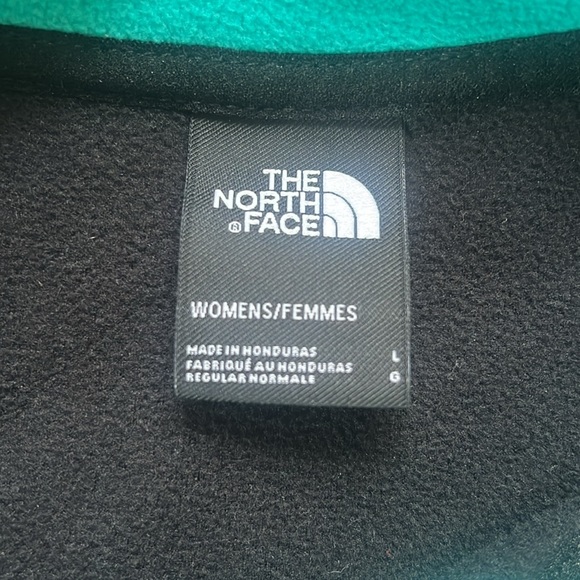 THE
NORTH
® FACE
WOMENS/FEMMES
MADE IN HONDURAS L
FABRIQUÉ AU HONDURAS G
REGULAR NORMALE